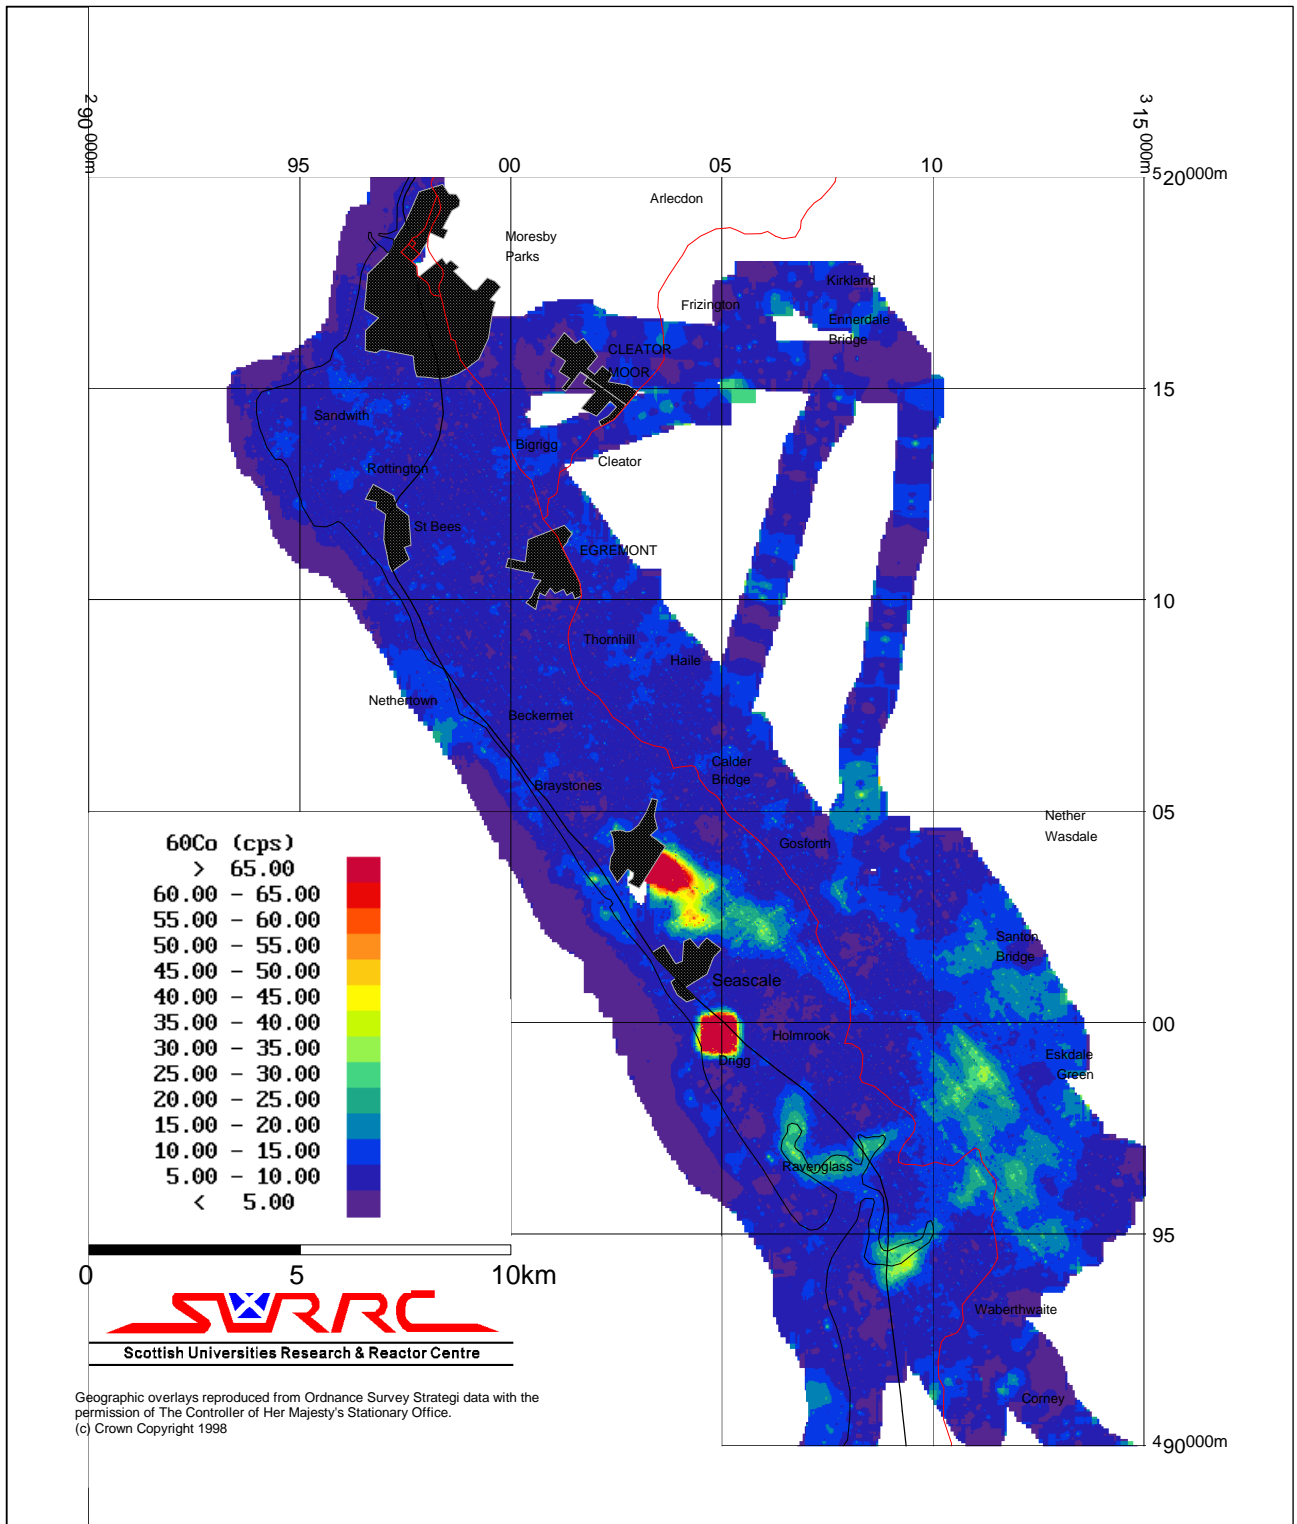 2 90 000m
3 15 000m
95
00
05
10
5 20 000m
Arlecdon
Moresby
Parks
Kirkland
Frizington
Ennerdale
Bridge
CLEATOR
MOOR
15
Sandwith
Bigrigg
Cleator
Rottington
St Bees
EGREMONT
10
Thornhill
Haile
Nethertown
Beckermet
Calder
Bridge
Braystones
05
Nether
Wasdale
Gosforth
60Co (cps)
> 65.00
60.00 - 65.00
55.00 - 60.00
50.00 - 55.00
45.00 - 50.00
40.00 - 45.00
35.00 - 40.00
30.00 - 35.00
25.00 - 30.00
20.00 - 25.00
15.00 - 20.00
10.00 - 15.00
5.00 - 10.00
< 5.00
Santon
Bridge
Seascale
00
Holmrook
Drigg
Eskdale
Green
Ravenglass
95
0
5
10km
Waberthwaite
SURRC
Scottish Universities Research & Reactor Centre
Corney
Geographic overlays reproduced from Ordnance Survey Strategi data with the
permission of The Controller of Her Majesty's Stationary Office.
(c) Crown Copyright 1998
4 90 000m